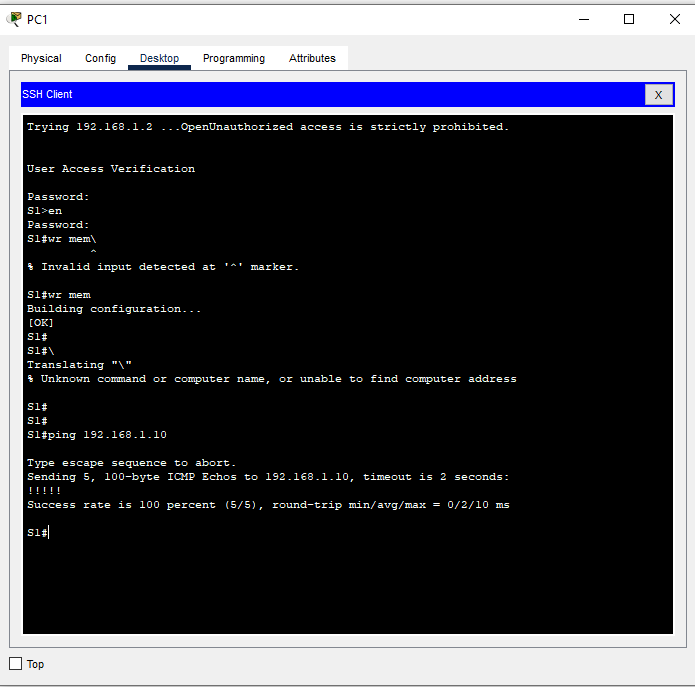 PC1
Physical Config Desktop Programming Attributes
SSH Client X
Trying 192.168.1.2 ...OpenUnauthorized access is strictly prohibited.
User Access Verification
Password:
S1>en
Password:
S1#wr mem\
^
% Invalid input detected at '^' marker.
S1#wr mem
Building configuration...
[OK]
S1#
S1#\
Translating "\"
% Unknown command or computer name, or unable to find computer address
S1#
S1#
S1#ping 192.168.1.10
Type escape sequence to abort.
Sending 5, 100-byte ICMP Echos to 192.168.1.10, timeout is 2 seconds:
!!!!!
Success rate is 100 percent (5/5), round-trip min/avg/max = 0/2/10 ms
S1#
Top